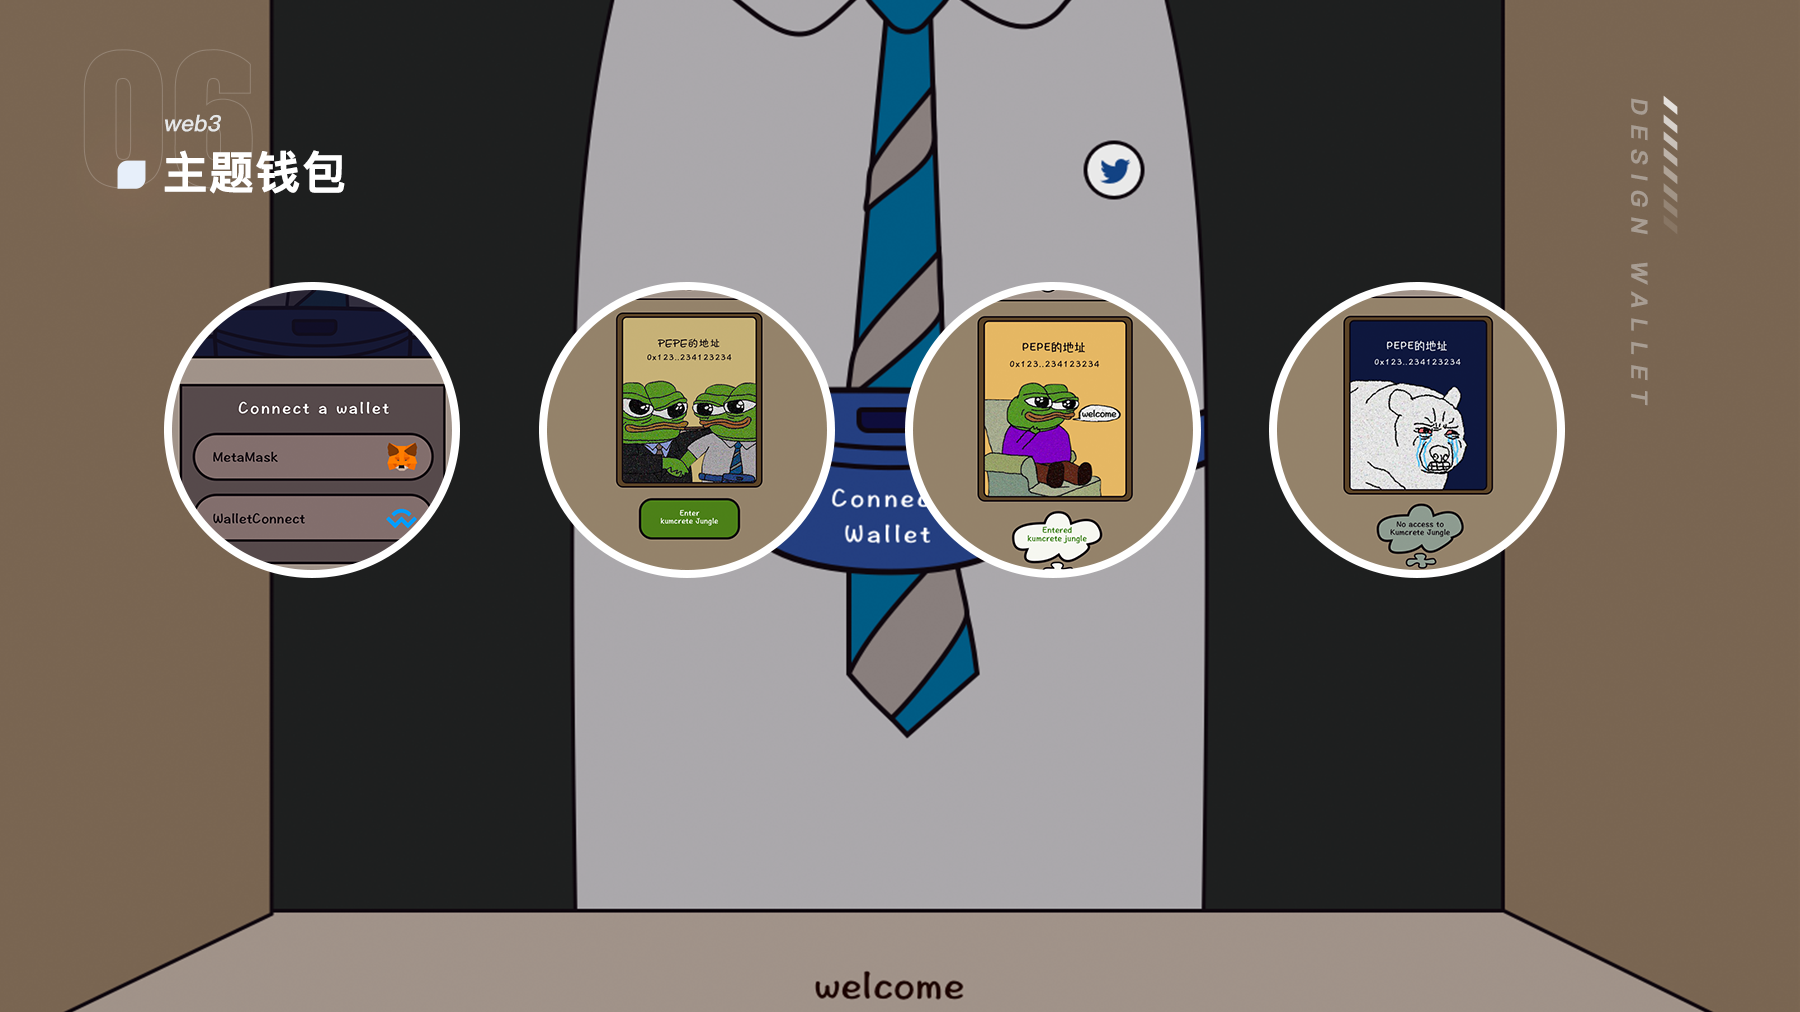 06
web3
主题钱包
DESIGN WALLET
Connect a wallet
MetaMask
WalletConnect
PEPE的地址
0x123..234123234
Enter
kumcrete Jungle
Connec
Wallet
PEPE的地址
0x123..234123234
welcome
Entered
kumcrete jungle
PEPE的地址
0x123..234123234
No access to
Kumcrete Jungle
welcome